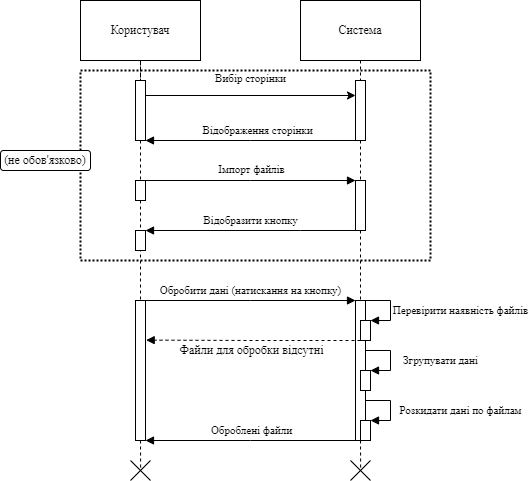 Користувач
Система
Вибір сторінки
Відображення сторінки
(не обов'язково)
Імпорт файлів
Відобразити кнопку
Обробити дані (натискання на кнопку)
Перевірити наявність файлів
Файли для обробки відсутні
Згрупувати дані
Розкидати дані по файлам
Оброблені файли